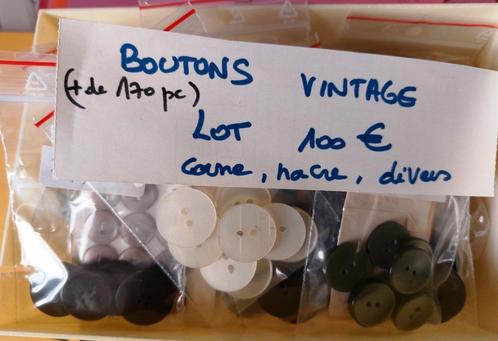 BOUTONS VINTAGE
(+ de 170 pc)
LOT 100 €
corne, nacre, divers